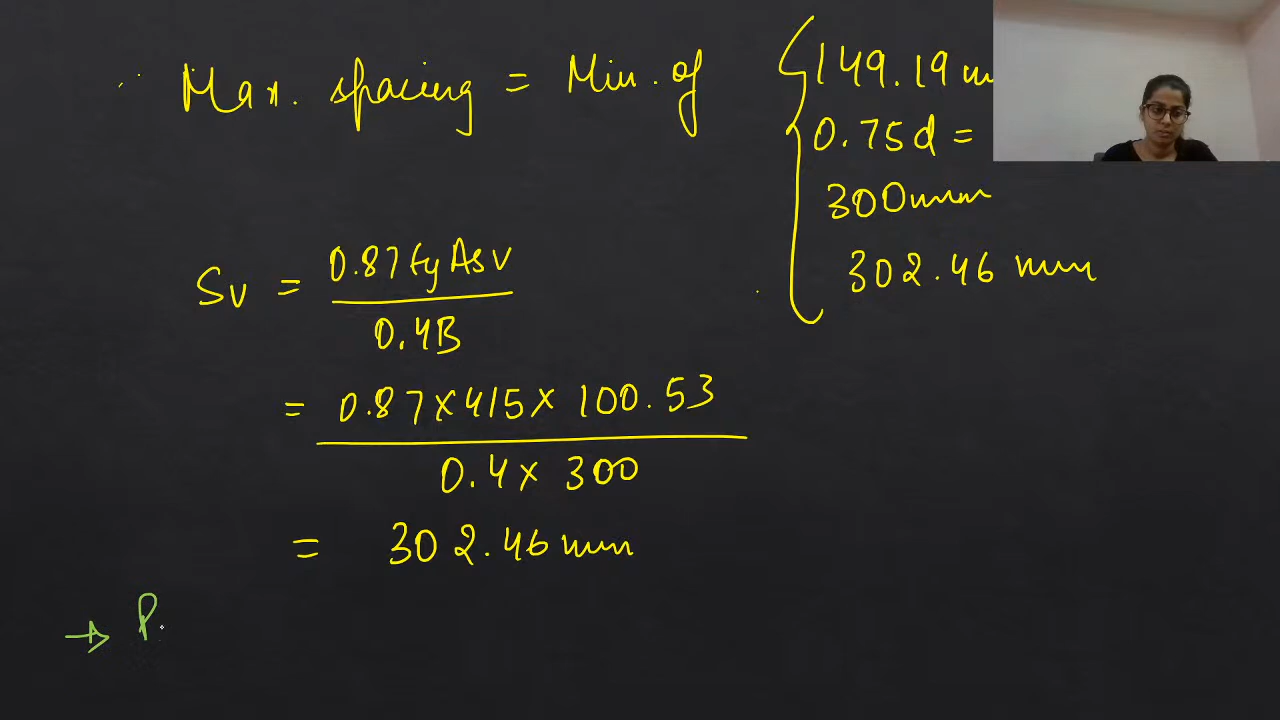 ∴ Max. spacing = Min. of { 149.19 m
0.75d =
300mm
302.46 mm
Sv = 0.87fyAsv
0.4B
= 0.87×415× 100.53
0.4× 300
= 302.46 mm
→ P